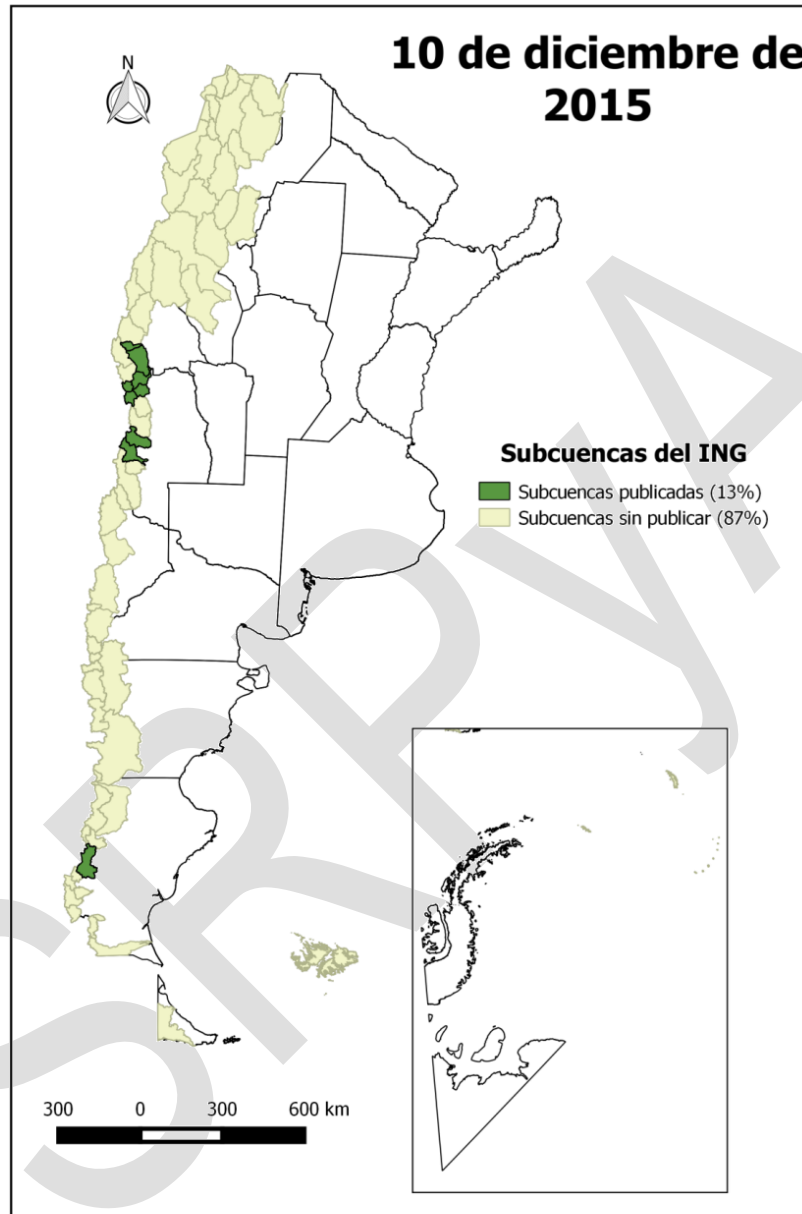 10 de diciembre de
2015
N
Subcuencas del ING
Subcuencas publicadas (13%)
Subcuencas sin publicar (87%)
300 0 300 600 km
SRRyA